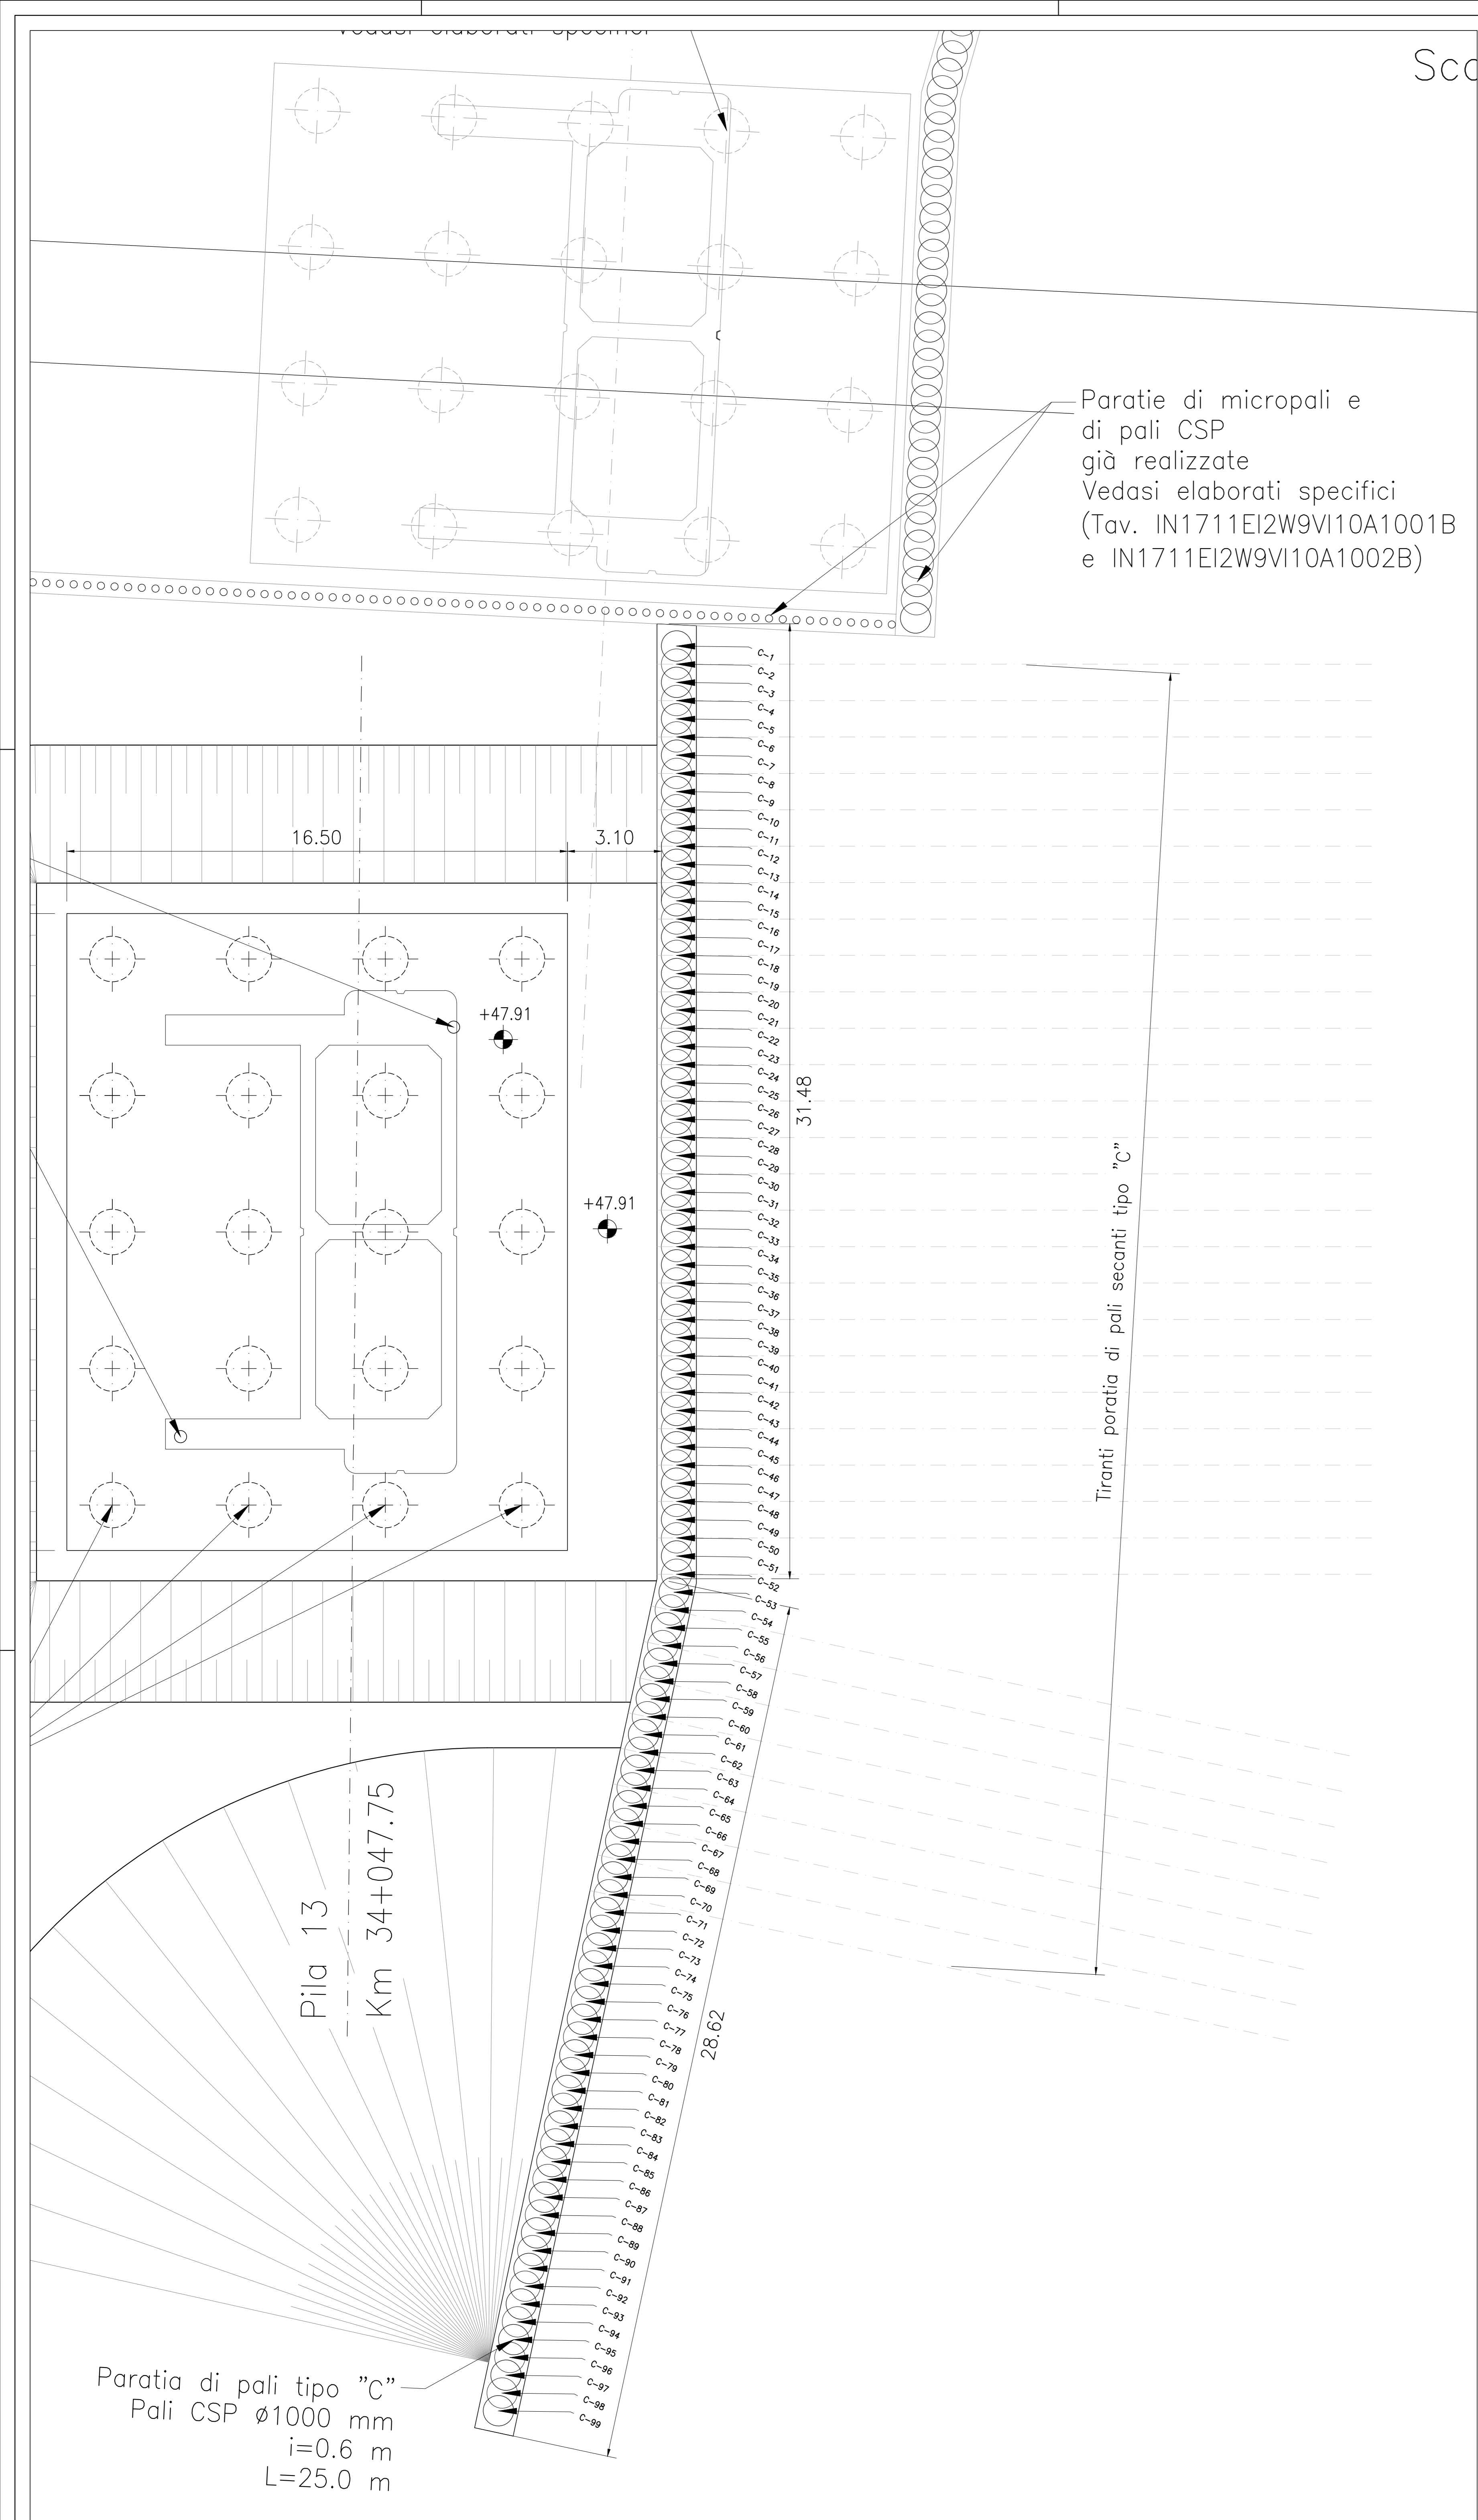 Vedasi elaborati specifici
Paratie di micropali e
di pali CSP
già realizzate
Vedasi elaborati specifici
(Tav. IN1711EI2W9VI10A1001B
e IN1711EI2W9VI10A1002B)
C-1
C-2
C-3
C-4
C-5
C-6
C-7
C-8
C-9
C-10
C-11
C-12
C-13
C-14
C-15
C-16
C-17
C-18
C-19
C-20
C-21
C-22
C-23
C-24
C-25
C-26
C-27
C-28
C-29
C-30
C-31
C-32
C-33
C-34
C-35
C-36
C-37
C-38
C-39
C-40
C-41
C-42
C-43
C-44
C-45
C-46
C-47
C-48
C-49
C-50
C-51
C-52
C-53
C-54
C-55
C-56
C-57
C-58
C-59
C-60
C-61
C-62
C-63
C-64
C-65
C-66
C-67
C-68
C-69
C-70
C-71
C-72
C-73
C-74
C-75
C-76
C-77
C-78
C-79
C-80
C-81
C-82
C-83
C-84
C-85
C-86
C-87
C-88
C-89
C-90
C-91
C-92
C-93
C-94
C-95
C-96
C-97
C-98
C-99
16.50
3.10
+47.91
+47.91
31.48
Tiranti poratia di pali secanti tipo "C"
28.62
Pila 13
Km 34+047.75
Paratia di pali tipo "C"
Pali CSP ø1000 mm
i=0.6 m
L=25.0 m